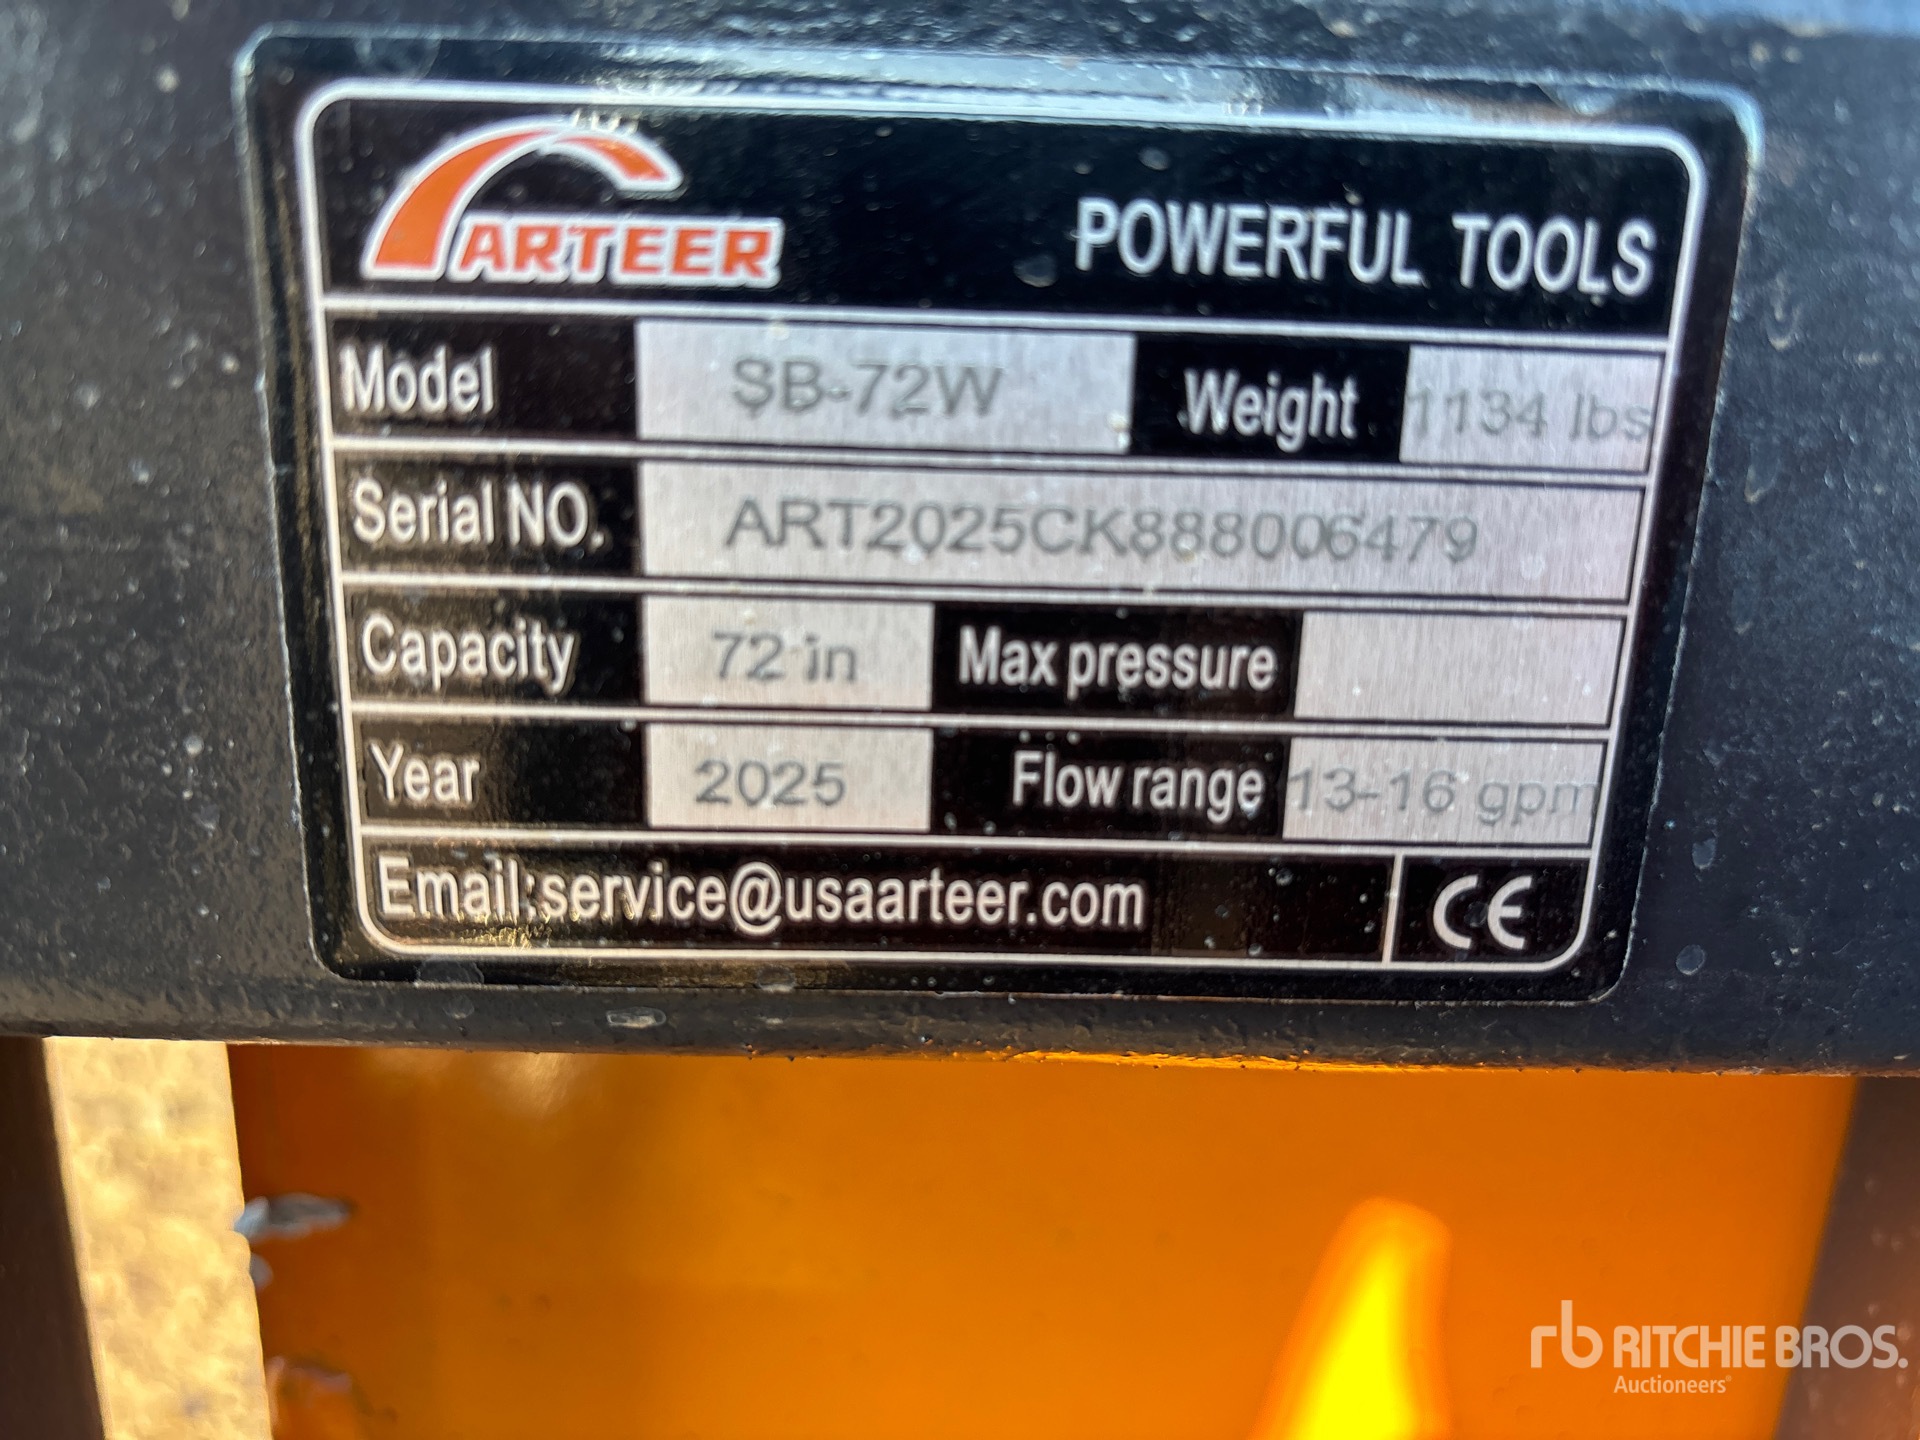 ARTEER POWERFUL TOOLS
Model SB-72W Weight 1134 lbs
Serial NO. ART2025CK888006479
Capacity 72 in Max pressure
Year 2025 Flow range 13-16 gpm
Email:service@usaarteer.com CE
rb RITCHIE BROS.
Auctioneers